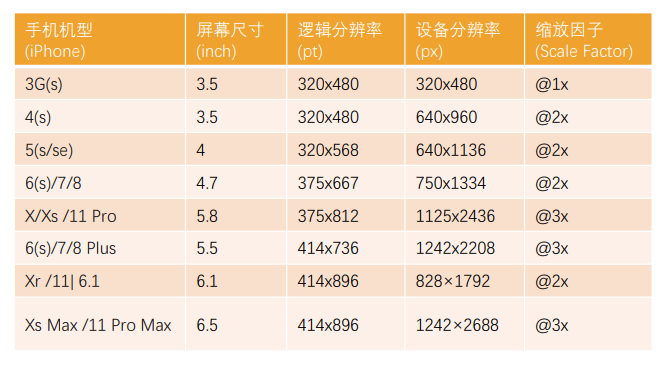 手机机型 屏幕尺寸 逻辑分辨率 设备分辨率 缩放因子
(iPhone) (inch) (pt) (px) (Scale Factor)
3G(s) 3.5 320x480 320x480 @1x
4(s) 3.5 320x480 640x960 @2x
5(s/se) 4 320x568 640x1136 @2x
6(s)/7/8 4.7 375x667 750x1334 @2x
X/Xs /11 Pro 5.8 375x812 1125x2436 @3x
6(s)/7/8 Plus 5.5 414x736 1242x2208 @3x
Xr /11| 6.1 6.1 414x896 828×1792 @2x
Xs Max /11 Pro Max 6.5 414x896 1242×2688 @3x